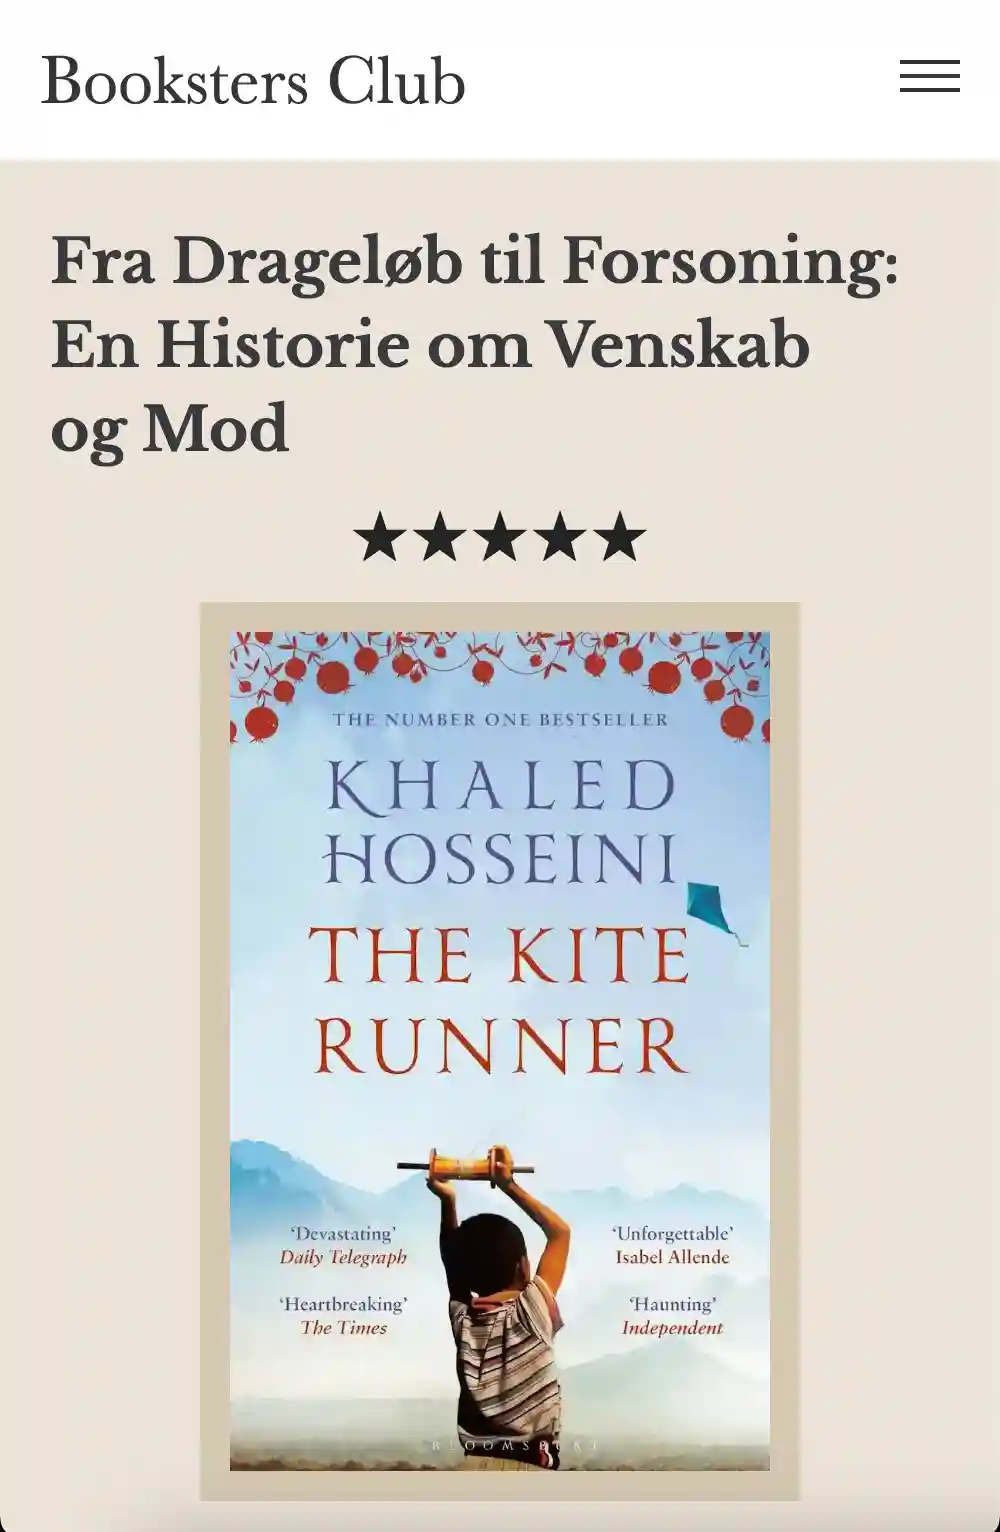 Booksters Club
Fra Drageløb til Forsoning:
En Historie om Venskab
og Mod
THE NUMBER ONE BESTSELLER
KHALED
HOSSEINI
THE KITE
RUNNER
‘Devastating’
Daily Telegraph
‘Unforgettable’
Isabel Allende
‘Heartbreaking’
The Times
‘Haunting’
Independent
BLOOMSBURY